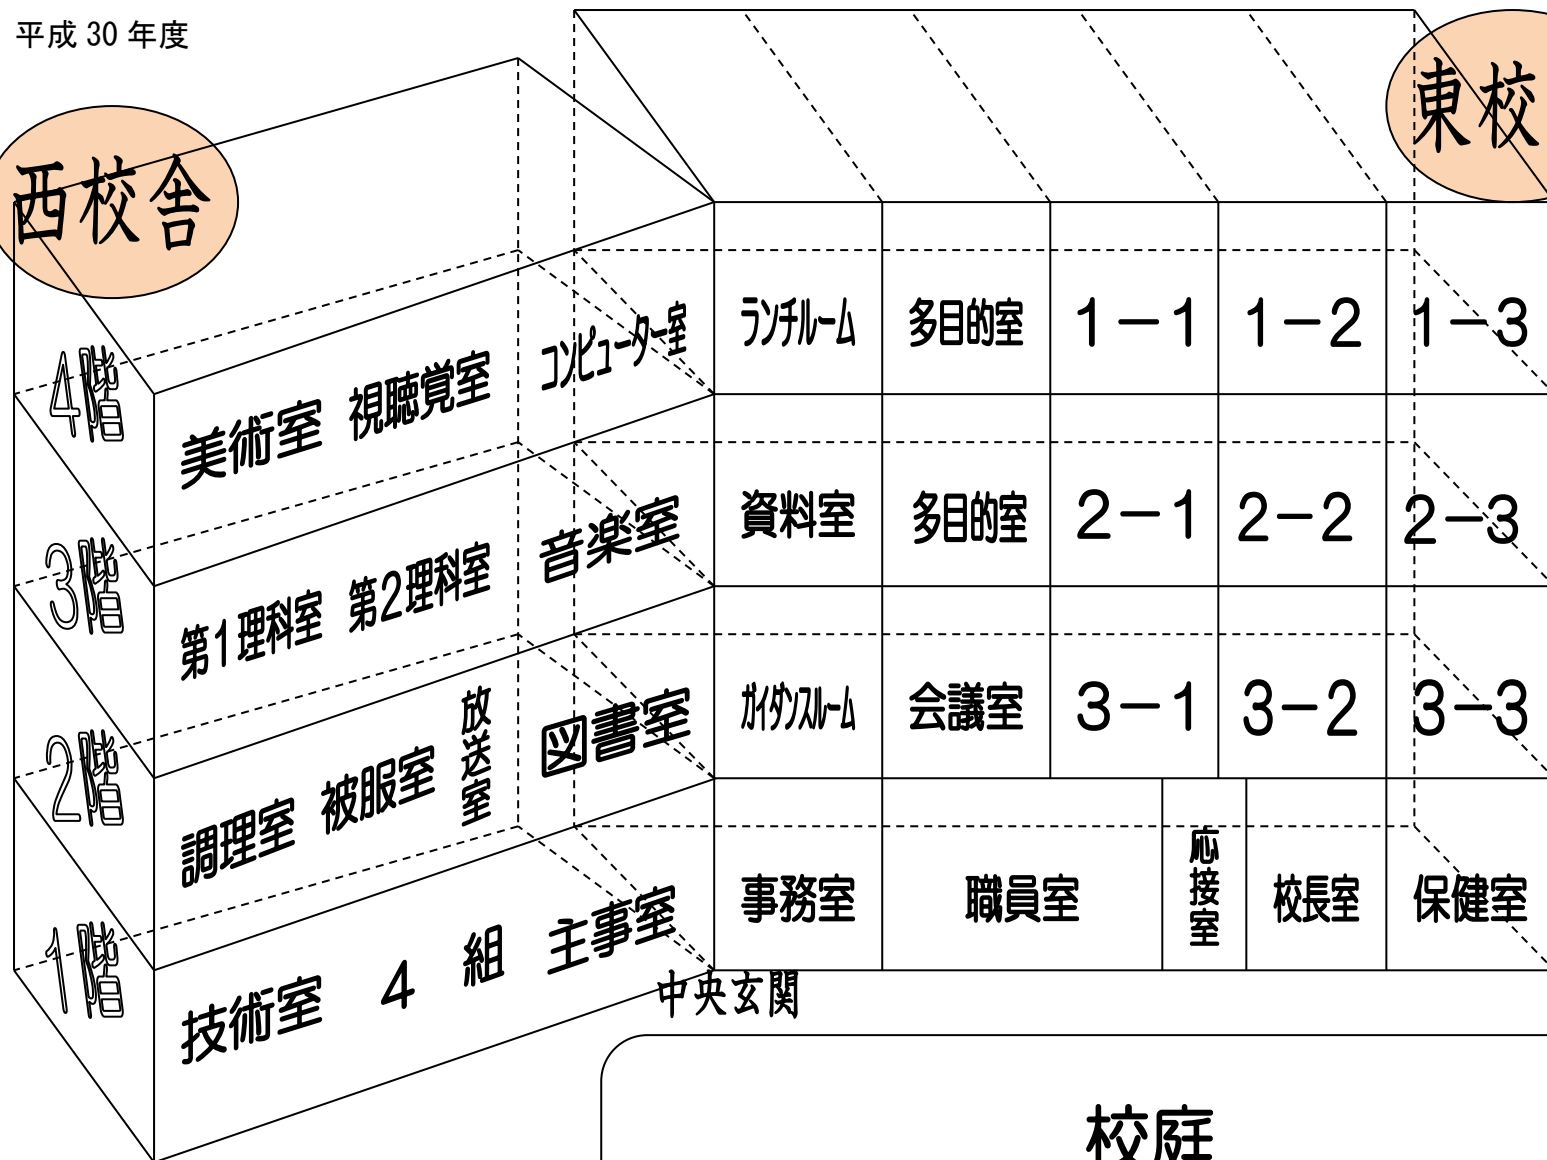 平成 30 年度
西校舎
東校
4階
美術室 視聴覚室 コンピューター室
ランチルーム 多目的室 1−1 1−2 1−3
3階
第1理科室 第2理科室 音楽室
資料室 多目的室 2−1 2−2 2−3
2階
調理室 被服室 放送室 図書室
ガイダンスルーム 会議室 3−1 3−2 3−3
1階
技術室 4 組 主事室
事務室 職員室 応接室 校長室 保健室
中央玄関
校庭